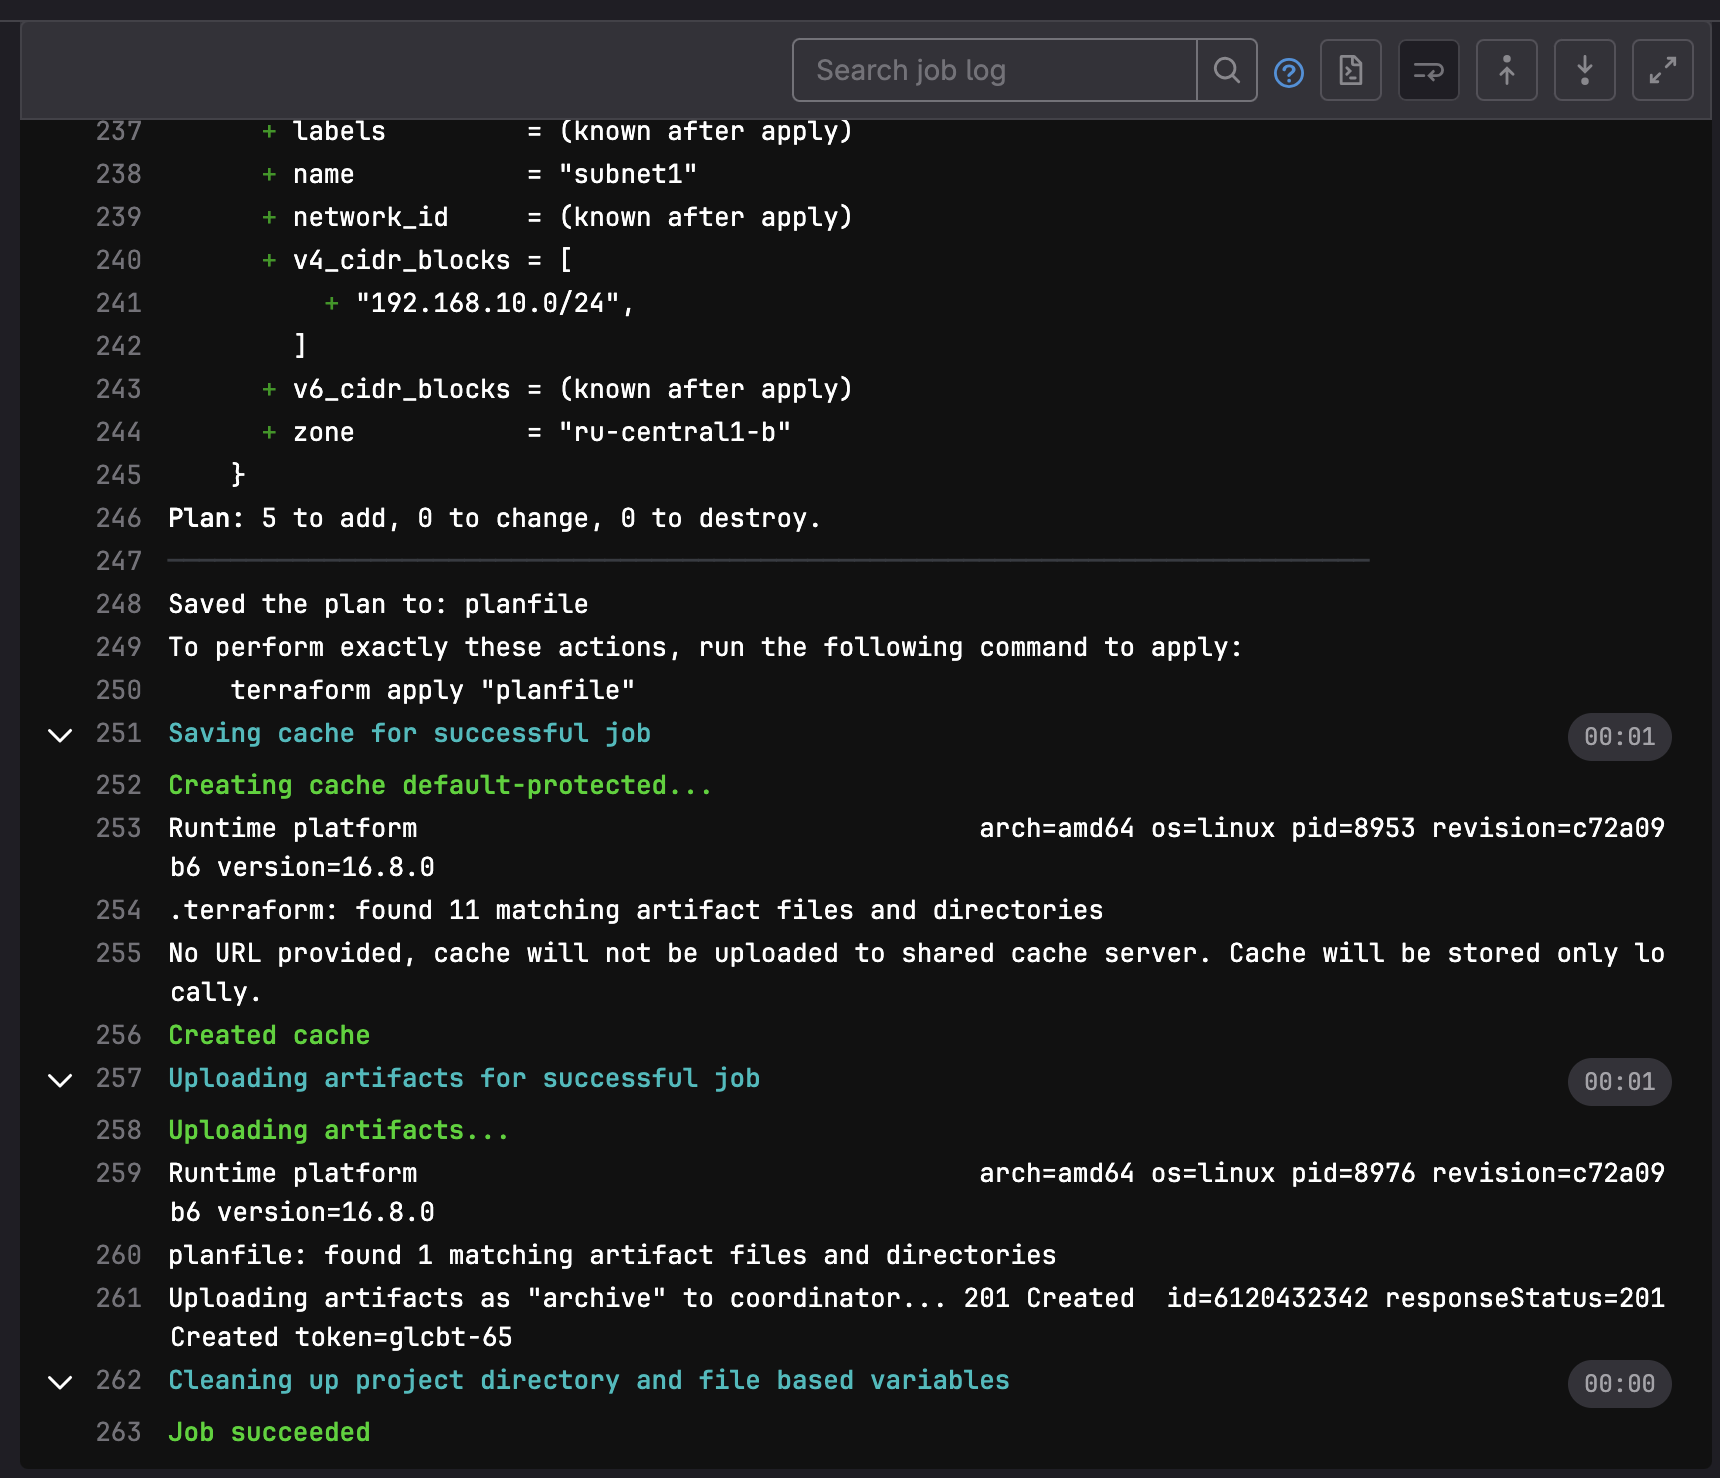 Search job log
237 + labels = (known after apply)
238 + name = "subnet1"
239 + network_id = (known after apply)
240 + v4_cidr_blocks = [
241 + "192.168.10.0/24",
242 ]
243 + v6_cidr_blocks = (known after apply)
244 + zone = "ru-central1-b"
245 }
246 Plan: 5 to add, 0 to change, 0 to destroy.
247
248 Saved the plan to: planfile
249 To perform exactly these actions, run the following command to apply:
250 terraform apply "planfile"
251 Saving cache for successful job 00:01
252 Creating cache default-protected...
253 Runtime platform arch=amd64 os=linux pid=8953 revision=c72a09
b6 version=16.8.0
254 .terraform: found 11 matching artifact files and directories
255 No URL provided, cache will not be uploaded to shared cache server. Cache will be stored only lo
cally.
256 Created cache
257 Uploading artifacts for successful job 00:01
258 Uploading artifacts...
259 Runtime platform arch=amd64 os=linux pid=8976 revision=c72a09
b6 version=16.8.0
260 planfile: found 1 matching artifact files and directories
261 Uploading artifacts as "archive" to coordinator... 201 Created id=6120432342 responseStatus=201
Created token=glcbt-65
262 Cleaning up project directory and file based variables 00:00
263 Job succeeded